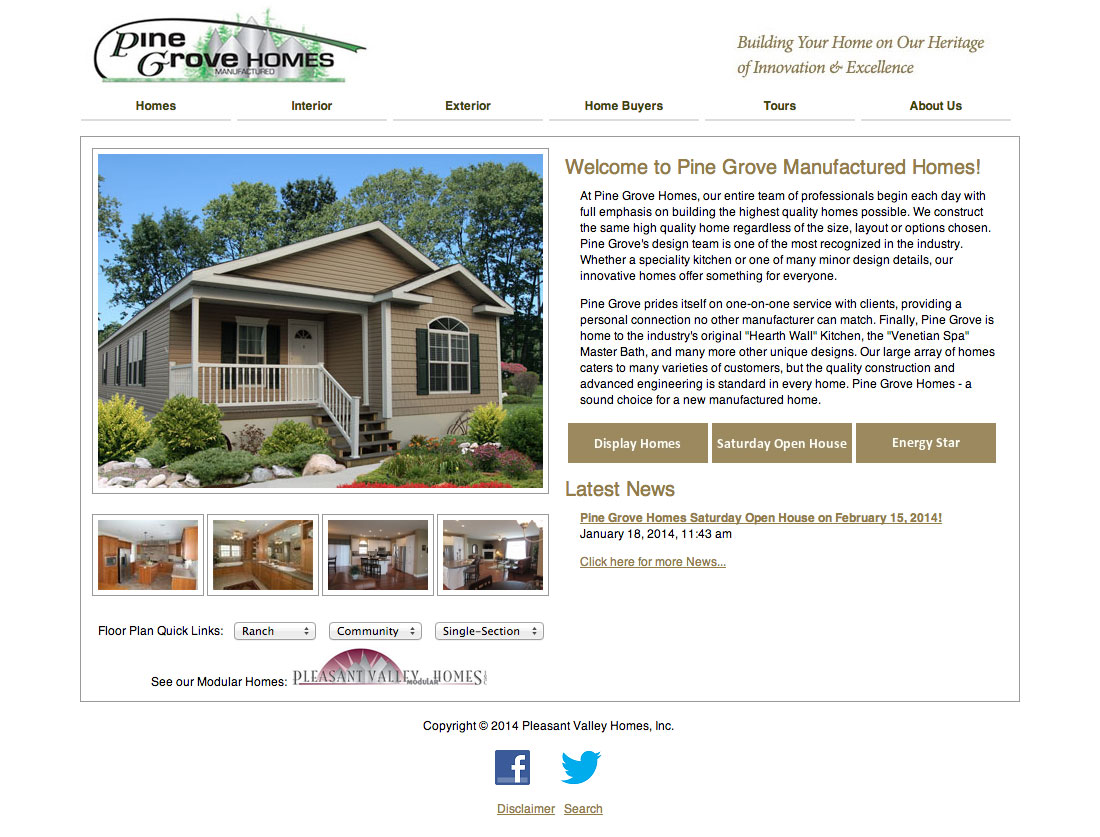 Pine
Grove HOMES
MANUFACTURED
Building Your Home on Our Heritage
of Innovation & Excellence
Homes Interior Exterior Home Buyers Tours About Us
Welcome to Pine Grove Manufactured Homes!
At Pine Grove Homes, our entire team of professionals begin each day with
full emphasis on building the highest quality homes possible. We construct
the same high quality home regardless of the size, layout or options chosen.
Pine Grove's design team is one of the most recognized in the industry.
Whether a speciality kitchen or one of many minor design details, our
innovative homes offer something for everyone.
Pine Grove prides itself on one-on-one service with clients, providing a
personal connection no other manufacturer can match. Finally, Pine Grove is
home to the industry's original "Hearth Wall" Kitchen, the "Venetian Spa"
Master Bath, and many more other unique designs. Our large array of homes
caters to many varieties of customers, but the quality construction and
advanced engineering is standard in every home. Pine Grove Homes - a
sound choice for a new manufactured home.
Display Homes Saturday Open House Energy Star
Latest News
Pine Grove Homes Saturday Open House on February 15, 2014!
January 18, 2014, 11:43 am
Click here for more News...
Floor Plan Quick Links: Ranch Community Single-Section
See our Modular Homes: PLEASANT VALLEY MODULAR HOMES
Copyright © 2014 Pleasant Valley Homes, Inc.
f
Disclaimer Search